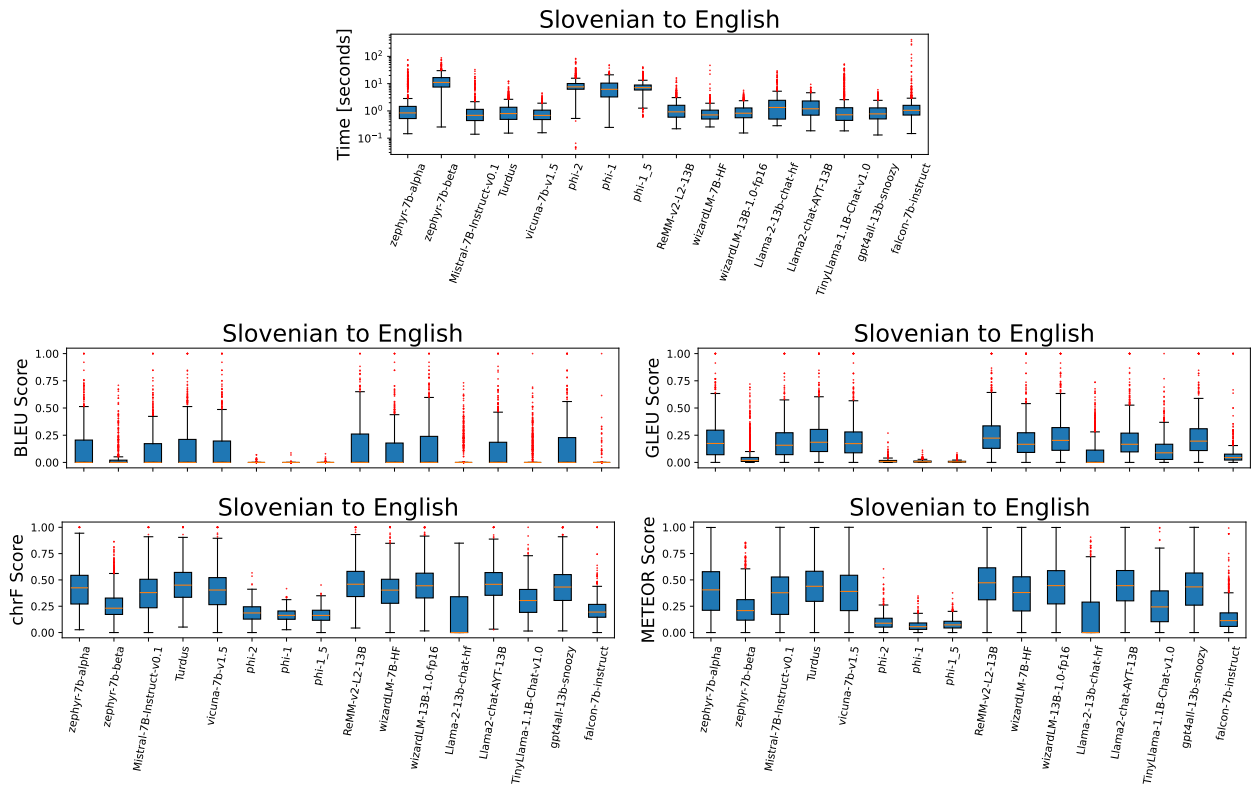 Slovenian to English
Time [seconds]
10²
10¹
10⁰
10⁻¹
zephyr-7b-alpha
zephyr-7b-beta
Mistral-7B-Instruct-v0.1
Turdus
vicuna-7b-v1.5
phi-2
phi-1
phi-1_5
ReMM-v2-L2-13B
wizardLM-7B-HF
wizardLM-13B-1.0-fp16
Llama-2-13b-chat-hf
Llama2-chat-AYT-13B
TinyLlama-1.1B-Chat-v1.0
gpt4all-13b-snoozy
falcon-7b-instruct
Slovenian to English
BLEU Score
1.00
0.75
0.50
0.25
0.00
Slovenian to English
GLEU Score
1.00
0.75
0.50
0.25
0.00
Slovenian to English
chrF Score
1.00
0.75
0.50
0.25
0.00
zephyr-7b-alpha
zephyr-7b-beta
Mistral-7B-Instruct-v0.1
Turdus
vicuna-7b-v1.5
phi-2
phi-1
phi-1_5
ReMM-v2-L2-13B
wizardLM-7B-HF
wizardLM-13B-1.0-fp16
Llama-2-13b-chat-hf
Llama2-chat-AYT-13B
TinyLlama-1.1B-Chat-v1.0
gpt4all-13b-snoozy
falcon-7b-instruct
Slovenian to English
METEOR Score
1.00
0.75
0.50
0.25
0.00
zephyr-7b-alpha
zephyr-7b-beta
Mistral-7B-Instruct-v0.1
Turdus
vicuna-7b-v1.5
phi-2
phi-1
phi-1_5
ReMM-v2-L2-13B
wizardLM-7B-HF
wizardLM-13B-1.0-fp16
Llama-2-13b-chat-hf
Llama2-chat-AYT-13B
TinyLlama-1.1B-Chat-v1.0
gpt4all-13b-snoozy
falcon-7b-instruct